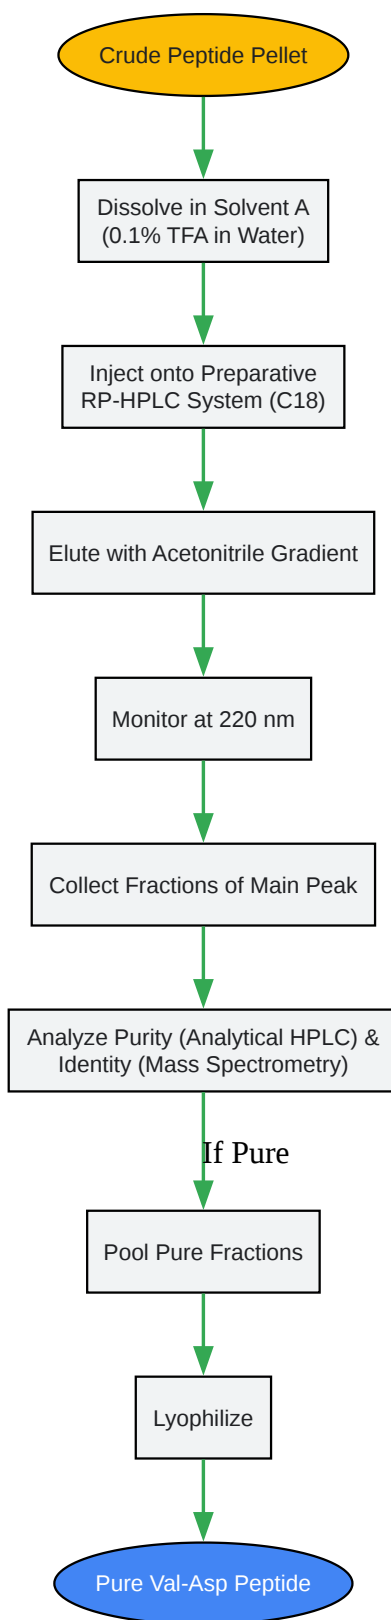 Crude Peptide Pellet
Dissolve in Solvent A
(0.1% TFA in Water)
Inject onto Preparative
RP-HPLC System (C18)
Elute with Acetonitrile Gradient
Monitor at 220 nm
Collect Fractions of Main Peak
Analyze Purity (Analytical HPLC) &
Identity (Mass Spectrometry)
If Pure
Pool Pure Fractions
Lyophilize
Pure Val-Asp Peptide